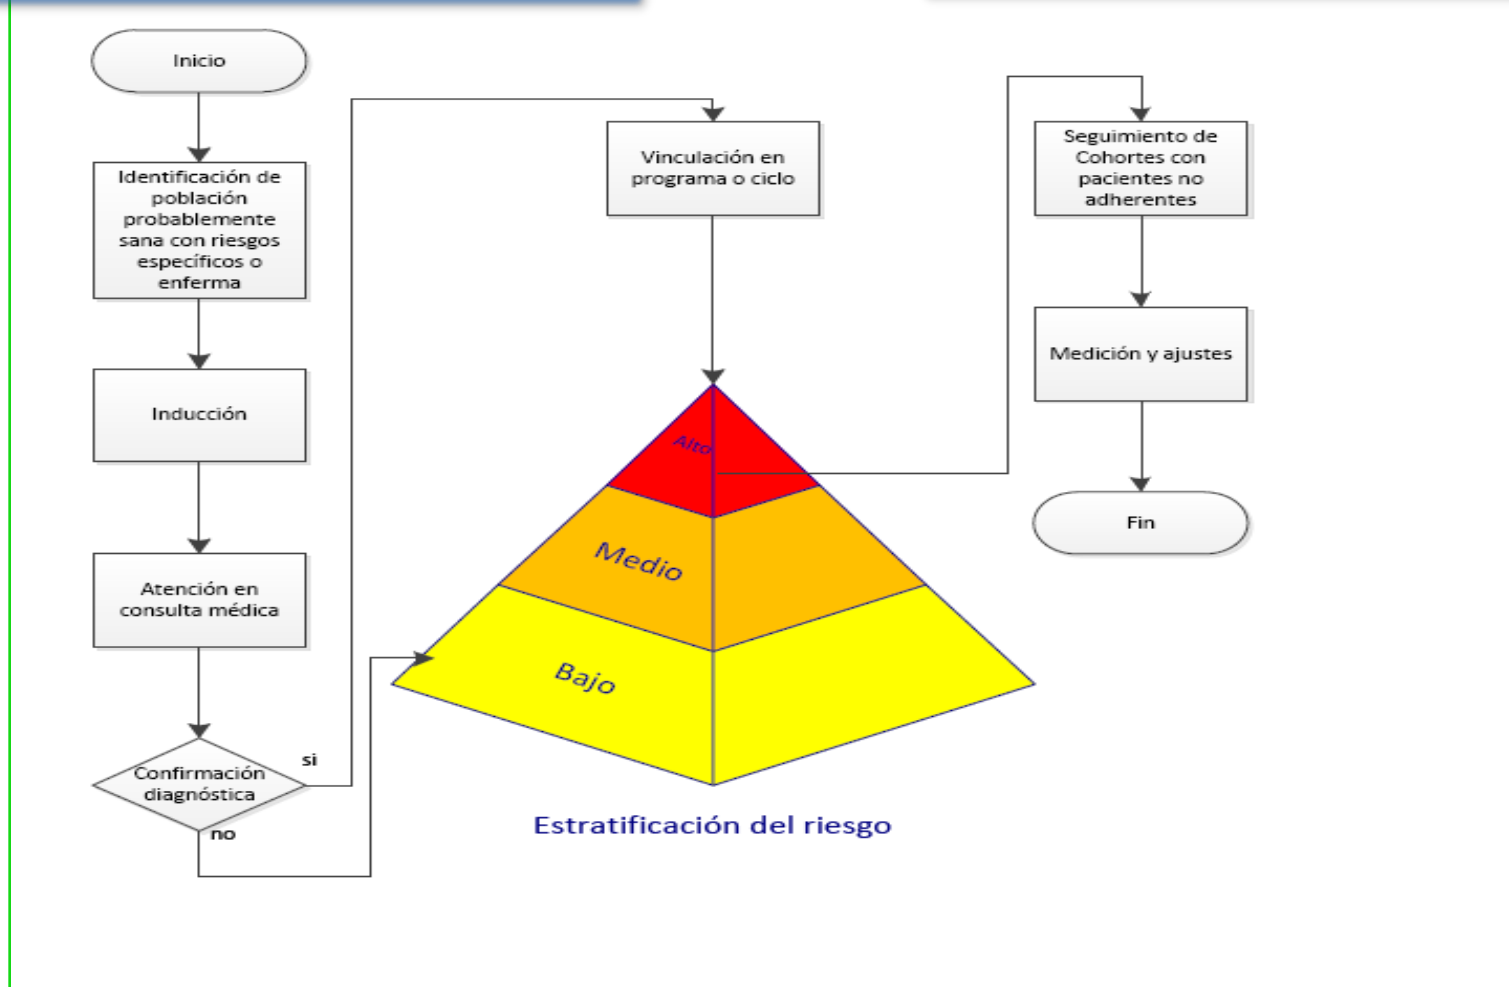 Inicio
Identificación de
población
probablemente
sana con riesgos
específicos o
enferma
Inducción
Atención en
consulta médica
Confirmación
diagnóstica
si
no
Vinculación en
programa o ciclo
Alto
Medio
Bajo
Estratificación del riesgo
Seguimiento de
Cohortes con
pacientes no
adherentes
Medición y ajustes
Fin